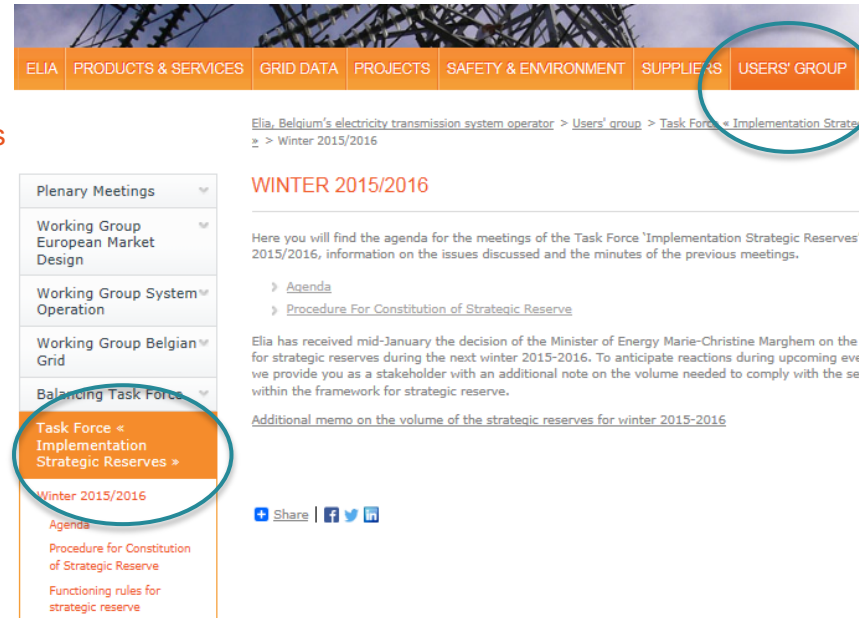 ELIA PRODUCTS & SERVICES GRID DATA PROJECTS SAFETY & ENVIRONMENT SUPPLIERS USERS' GROUP
Elia, Belgium's electricity transmission system operator > Users' group > Task Force « Implementation
» > Winter 2015/2016
s
Plenary Meetings
Working Group
European Market
Design
Working Group System
Operation
Working Group Belgian
Grid
Balancing Task Force
Task Force «
Implementation
Strategic Reserves »
Winter 2015/2016
Agenda
Procedure for Constitution
of Strategic Reserve
Functioning rules for
strategic reserve
WINTER 2015/2016
Here you will find the agenda for the meetings of the Task Force 'Implementation Strategic Reserves'
2015/2016, information on the issues discussed and the minutes of the previous meetings.
Agenda
Procedure For Constitution of Strategic Reserve
Elia has received mid-January the decision of the Minister of Energy Marie-Christine Marghem on the
for strategic reserves during the next winter 2015-2016. To anticipate reactions during upcoming
we provide you as a stakeholder with an additional note on the volume needed to comply with the
within the framework for strategic reserve.
Additional memo on the volume of the strategic reserves for winter 2015-2016
Share